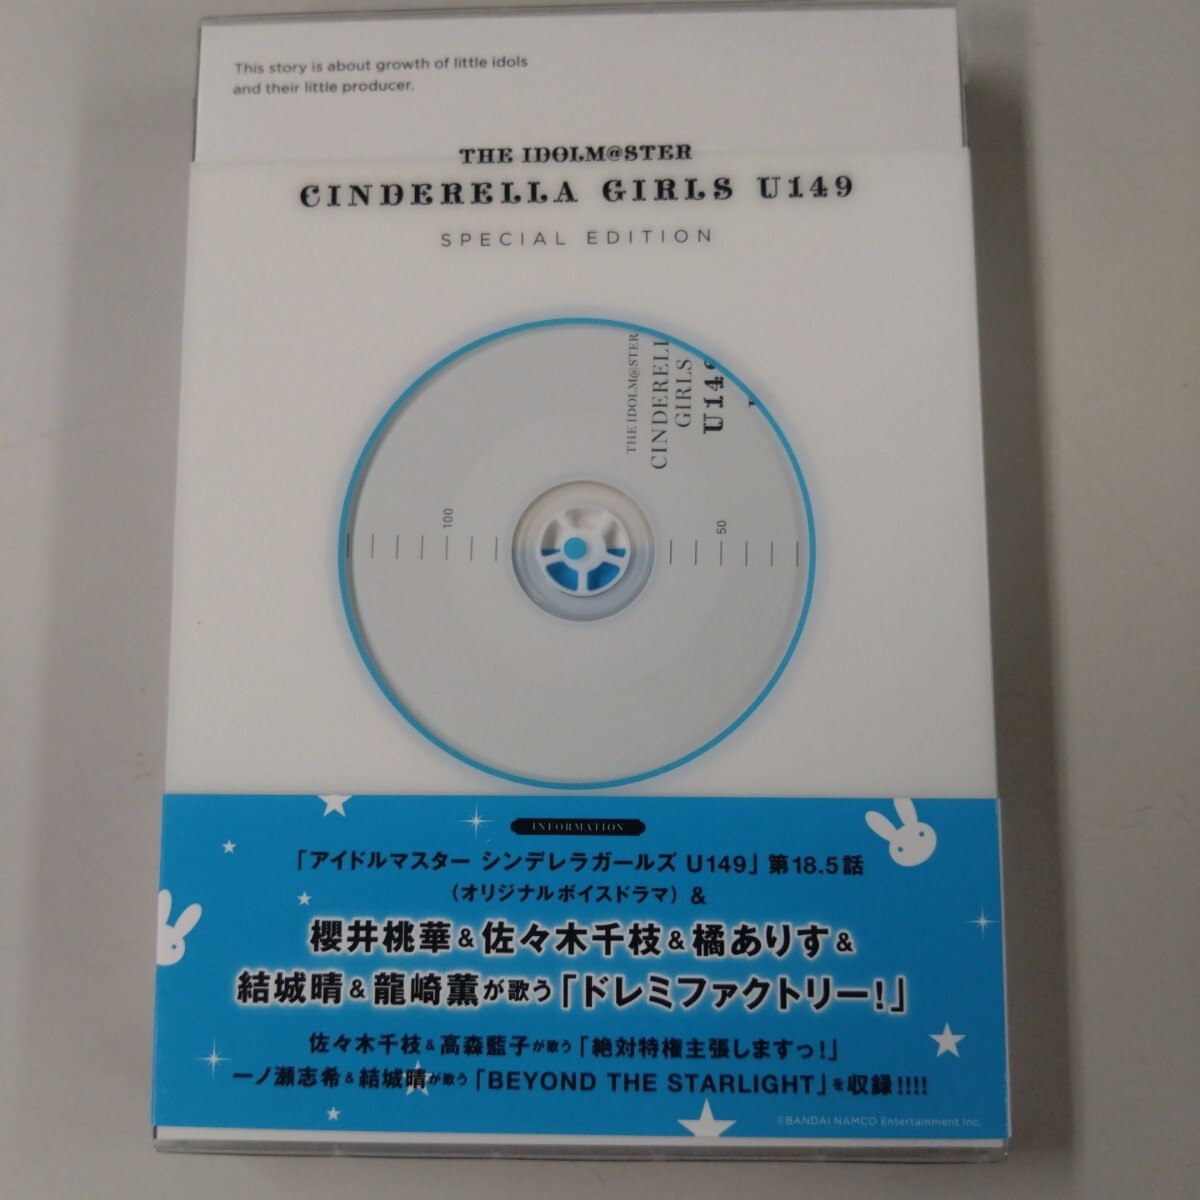 This story is about growth of little idols
and their little producer.
THE IDOLM@STER
CINDERELLA GIRLS U149
SPECIAL EDITION
THE IDOLM@STER
CINDERELL
GIRLS
U149
100
50
INFORMATION
「アイドルマスター シンデレラガールズ U149」第18.5話
(オリジナルボイスドラマ) &
櫻井桃華&佐々木千枝&橘ありす&
結城晴&龍崎薫が歌う「ドレミファクトリー!」
佐々木千枝&高森藍子が歌う「絶対特権主張しますっ!」
一ノ瀬志希&結城晴が歌う「BEYOND THE STARLIGHT」を収録!!!!
©BANDAI NAMCO Entertainment Inc.